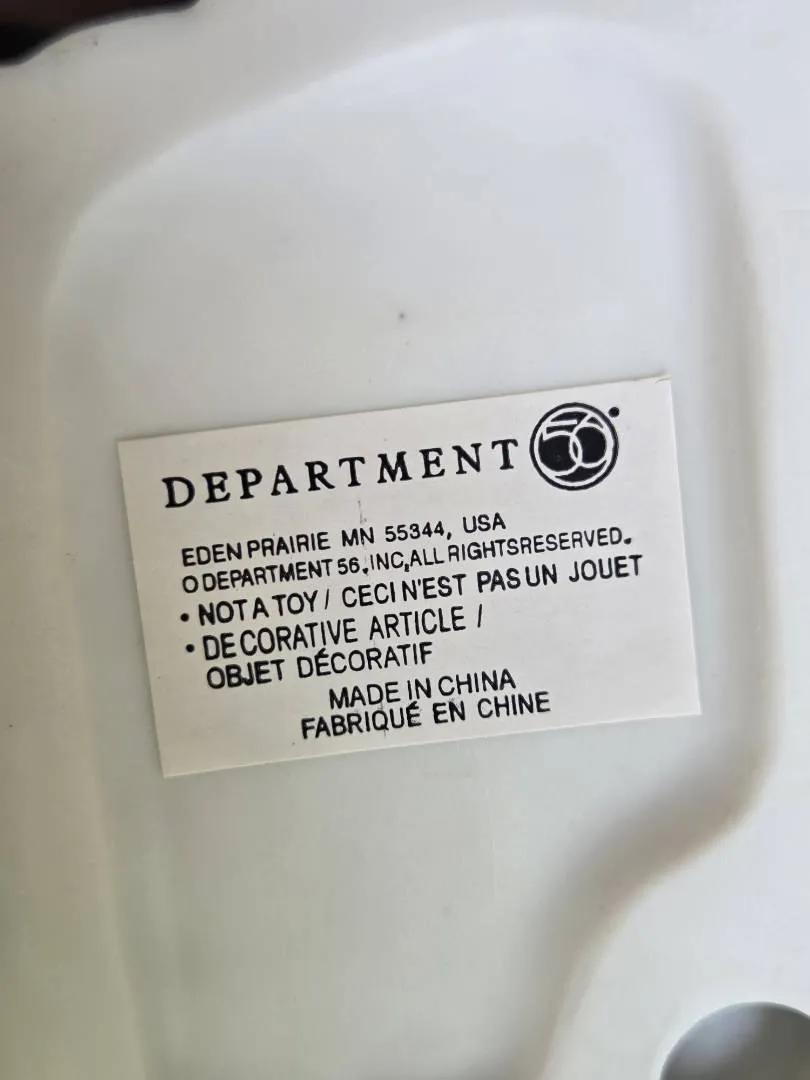 DEPARTMENT 56
EDEN PRAIRIE MN 55344, USA
O DEPARTMENT 56, INC, ALL RIGHTSRESERVED.
• NOT A TOY / CECI N'EST PAS UN JOUET
• DECORATIVE ARTICLE /
OBJET DÉCORATIF
MADE IN CHINA
FABRIQUÉ EN CHINE